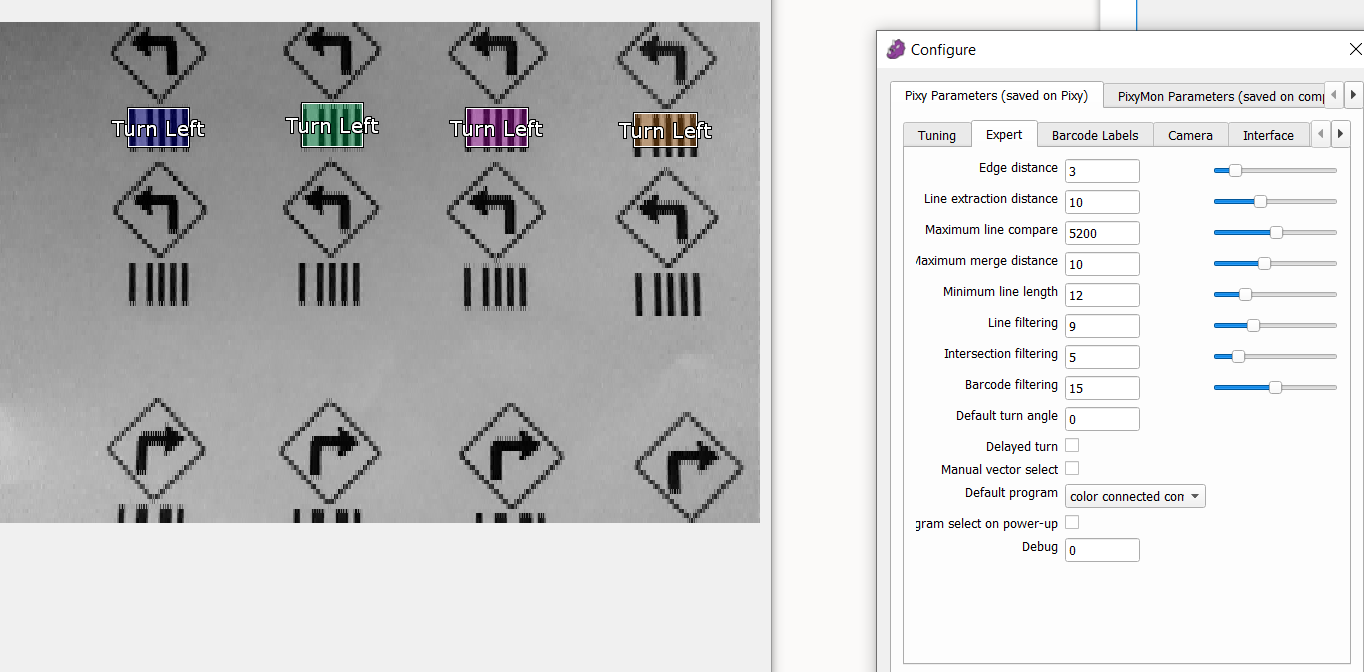 Configure
Pixy Parameters (saved on Pixy)
PixyMon Parameters (saved on comp
Tuning
Expert
Barcode Labels
Camera
Interface
Turn Left
Turn Left
Turn Left
Turn Left
Edge distance 3
Line extraction distance 10
Maximum line compare 5200
Maximum merge distance 10
Minimum line length 12
Line filtering 9
Intersection filtering 5
Barcode filtering 15
Default turn angle 0
Delayed turn
Manual vector select
Default program color connected com
gram select on power-up
Debug 0